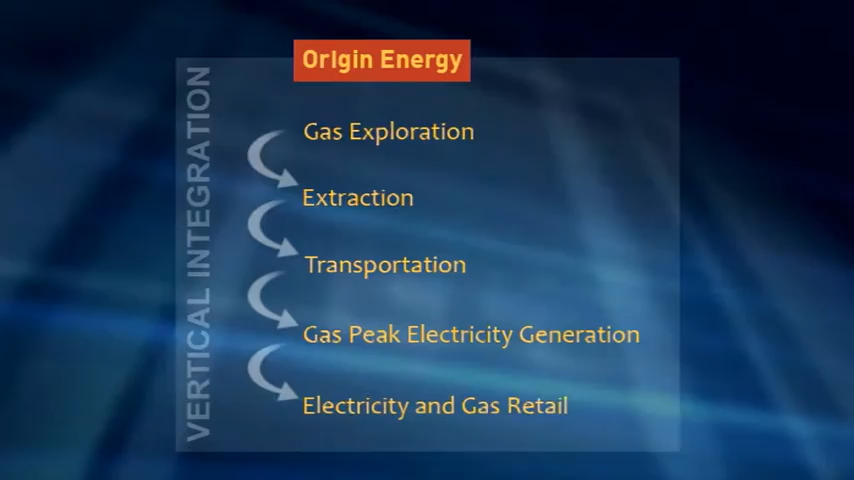 Origin Energy
VERTICAL INTEGRATION
Gas Exploration
Extraction
Transportation
Gas Peak Electricity Generation
Electricity and Gas Retail